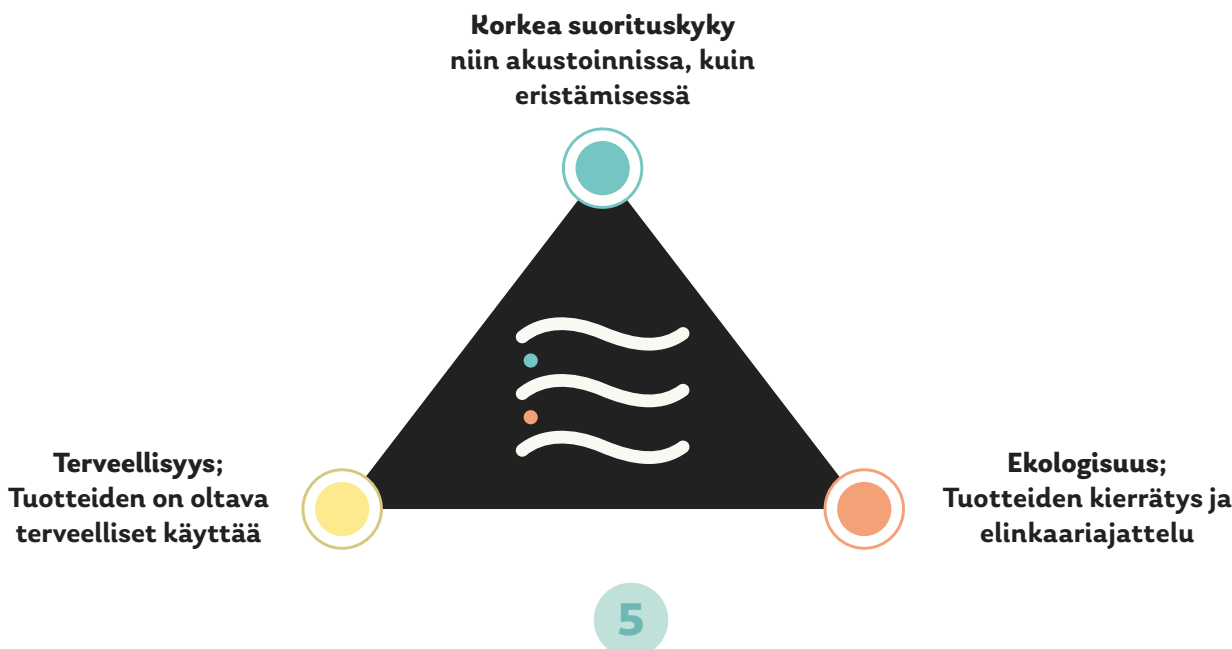 Korkea suorituskyky
niin akustoinnissa, kuin
eristämisessä
Terveellisyys;
Tuotteiden on oltava
terveelliset käyttää
Ekologisuus;
Tuotteiden kierrätys ja
elinkaariajattelu
5